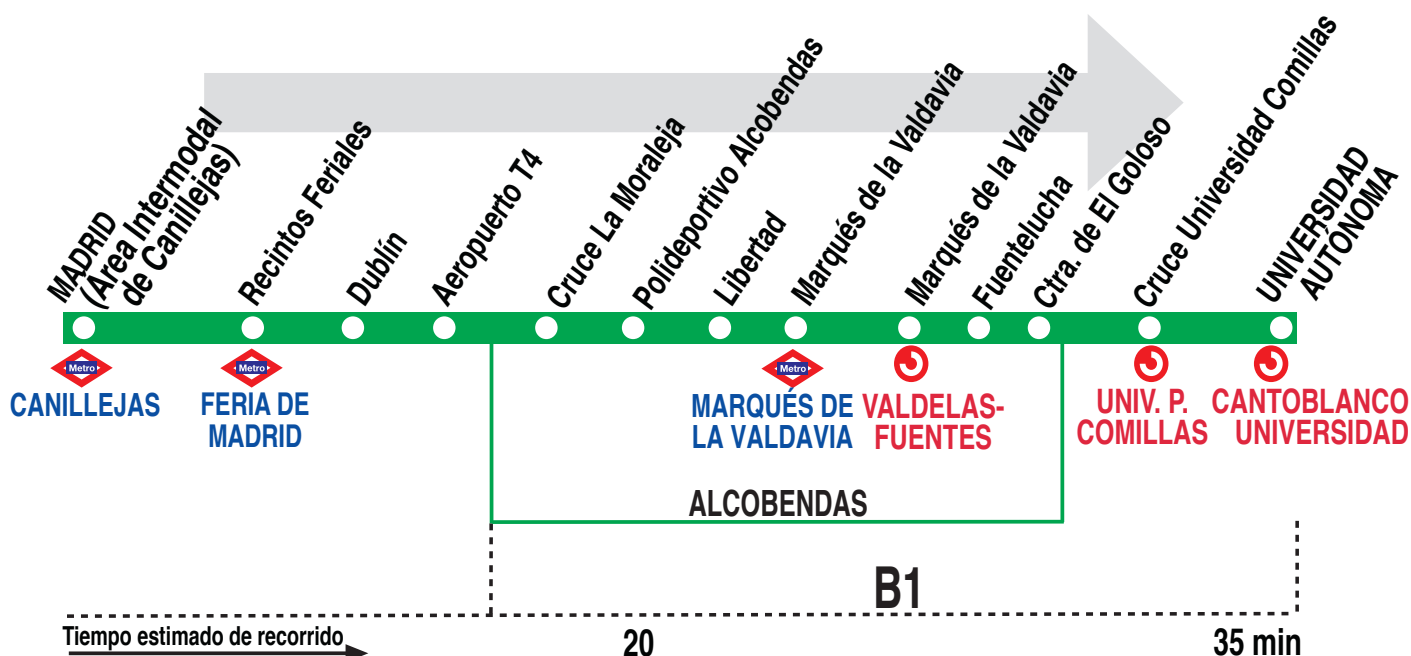 MADRID
(Area Intermodal
de Canillejas)
Recintos Feriales
Dublín
Aeropuerto T4
Cruce La Moraleja
Polideportivo Alcobendas
Libertad
Marqués de la Valdavia
Marqués de la Valdavia
Fuentelucha
Ctra. de El Goloso
Cruce Universidad Comillas
UNIVERSIDAD
AUTÓNOMA
Metro
Metro
Metro
CANILLEJAS
FERIA DE
MADRID
MARQUÉS DE
LA VALDAVIA
VALDELAS-
FUENTES
UNIV. P.
COMILLAS
CANTOBLANCO
UNIVERSIDAD
ALCOBENDAS
B1
Tiempo estimado de recorrido
20
35 min